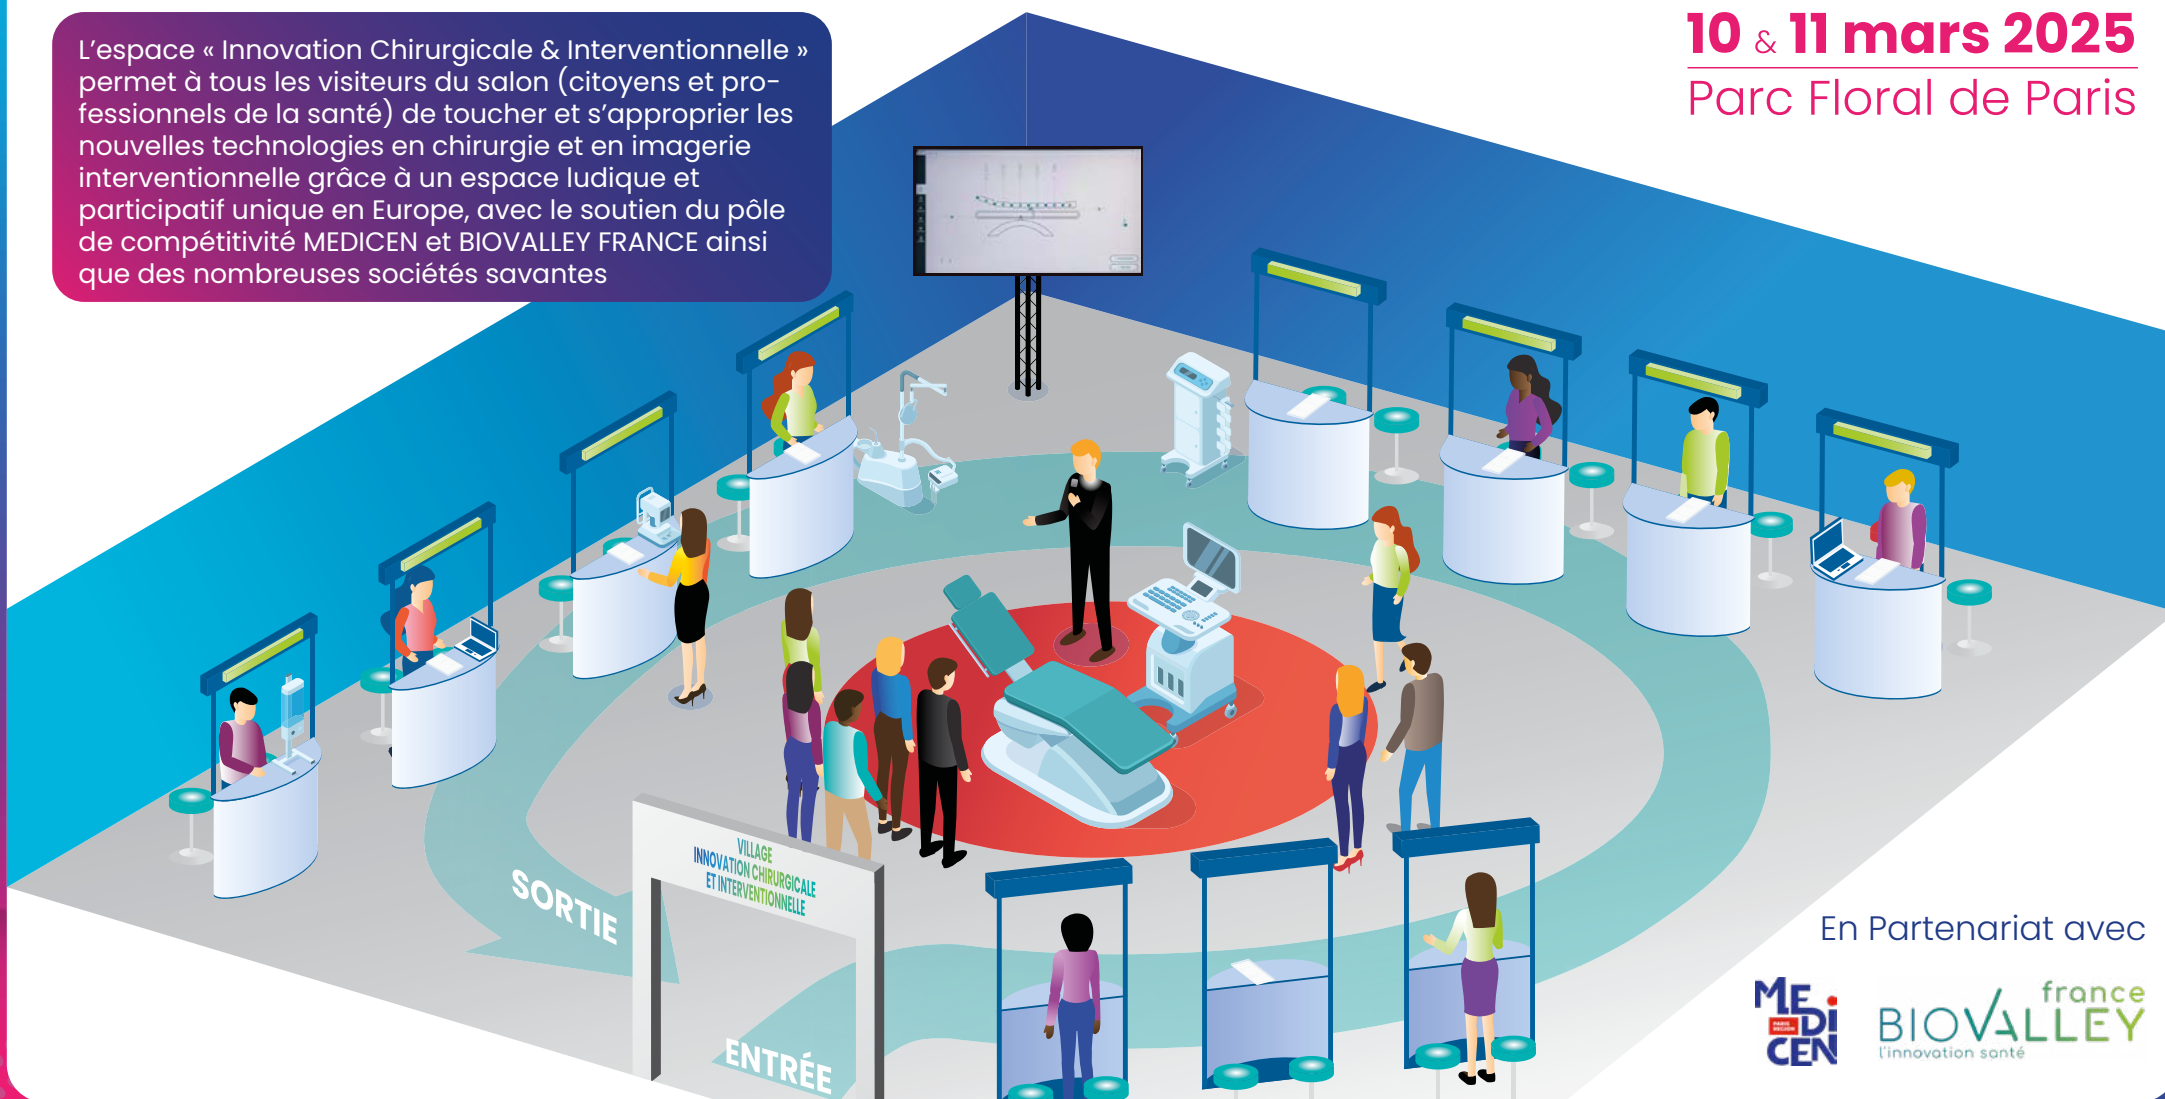 L’espace « Innovation Chirurgicale & Interventionnelle »
permet à tous les visiteurs du salon (citoyens et pro-
fessionnels de la santé) de toucher et s’approprier les
nouvelles technologies en chirurgie et en imagerie
interventionnelle grâce à un espace ludique et
participatif unique en Europe, avec le soutien du pôle
de compétitivité MEDICEN et BIOVALLEY FRANCE ainsi
que des nombreuses sociétés savantes
10 & 11 mars 2025
Parc Floral de Paris
VILLAGE
INNOVATION CHIRURGICALE
ET INTERVENTIONNELLE
SORTIE
ENTRÉE
En Partenariat avec
MEDICEN
PARIS
REGION
france
BIOVALLEY
l'innovation santé